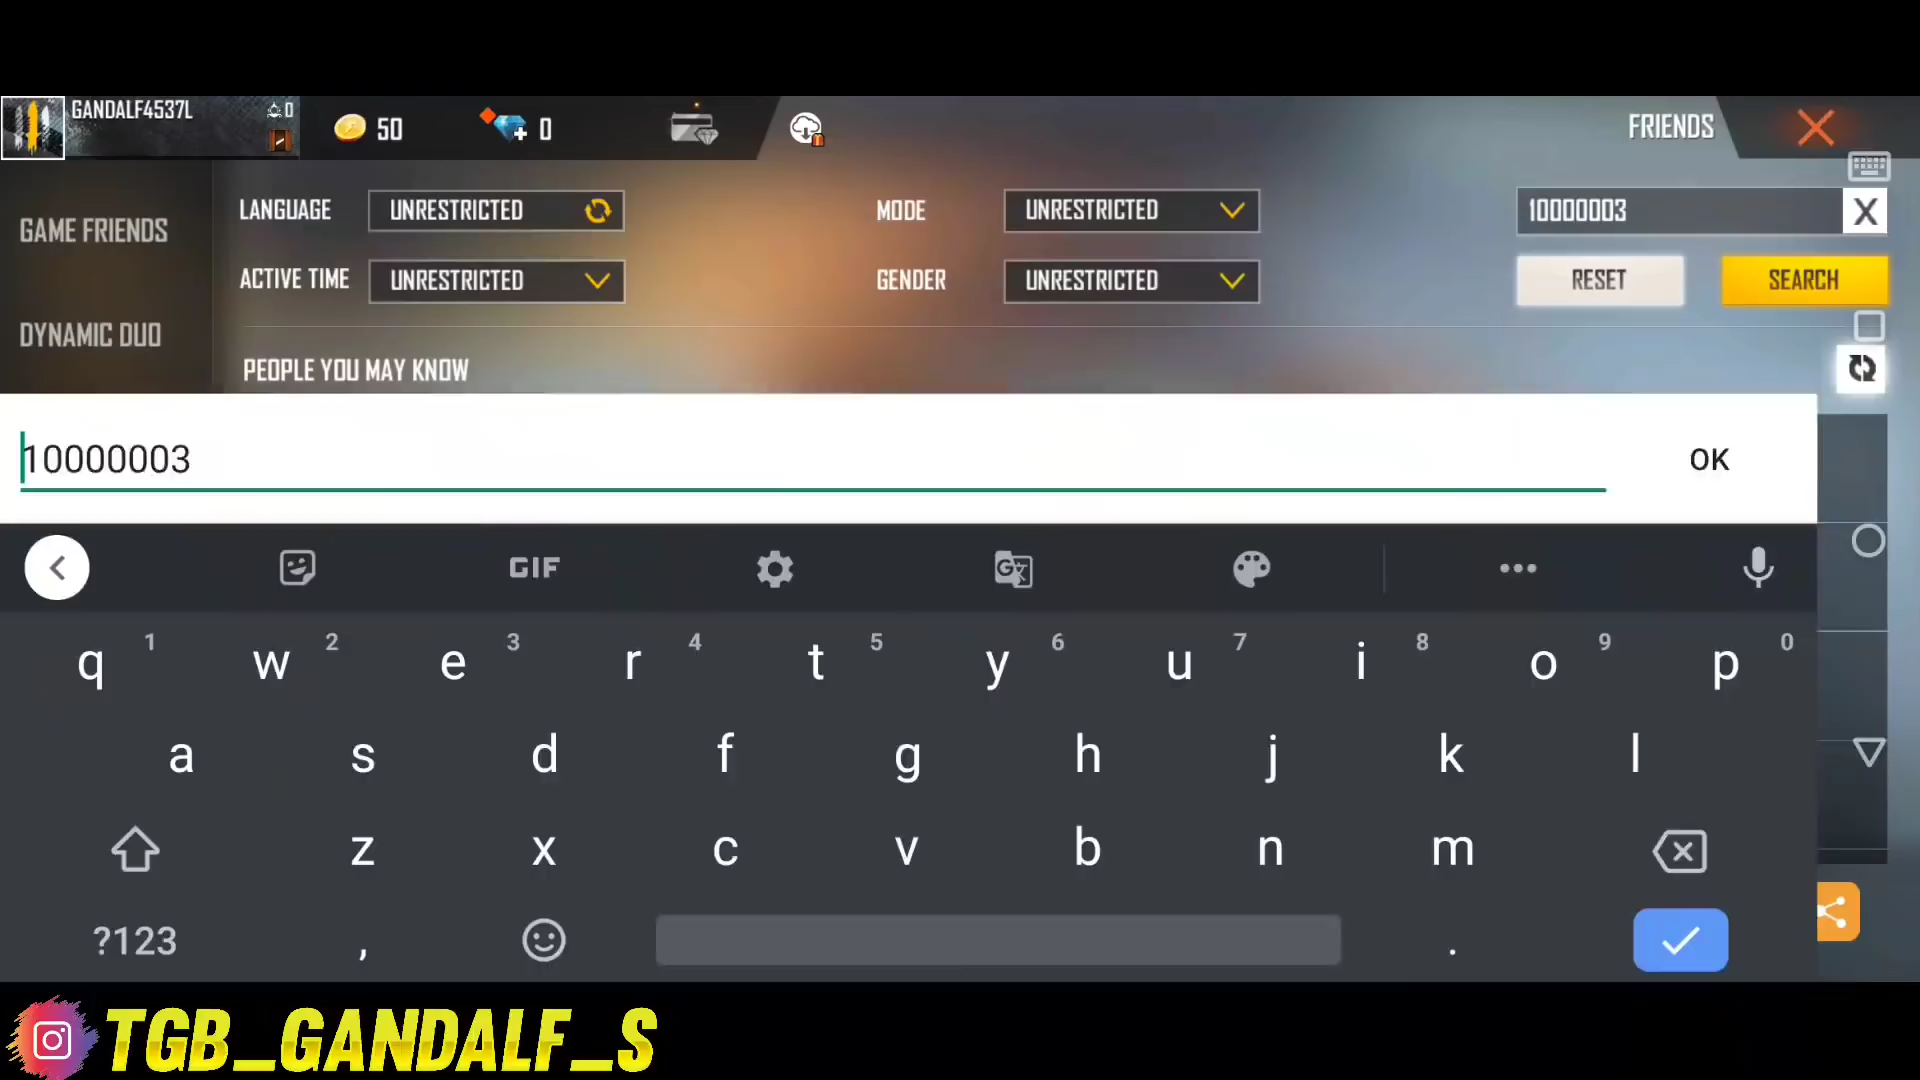 GANDALF4537L
0
50
0
FRIENDS
GAME FRIENDS
DYNAMIC DUO
LANGUAGE
UNRESTRICTED
MODE
UNRESTRICTED
10000003
X
ACTIVE TIME
UNRESTRICTED
GENDER
UNRESTRICTED
RESET
SEARCH
PEOPLE YOU MAY KNOW
10000003
OK
GIF
q 1 w 2 e 3 r 4 t 5 y 6 u 7 i 8 o 9 p 0
a s d f g h j k l
z x c v b n m
?123 , .
TGB_GANDALF_S